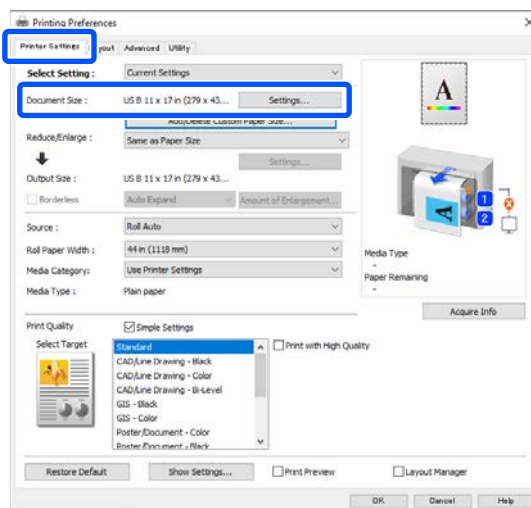 Printing Preferences
Printer Settings yout Advanced Utility
Select Setting : Current Settings
Document Size : US B 11 x 17 in (279 x 43... Settings...
Add/Delete Custom Paper Size...
Reduce/Enlarge : Same as Paper Size
Settings...
Output Size : US B 11 x 17 in (279 x 43...
Borderless Auto Expand Amount of Enlargement...
Source : Roll Auto
Roll Paper Width : 44 in (1118 mm)
Media Category: Use Printer Settings
Media Type : Plain paper
A
A
1
2
Media Type
-
Paper Remaining
-
Acquire Info
Print Quality Simple Settings
Select Target
Standard
CAD/Line Drawing - Black
CAD/Line Drawing - Color
CAD/Line Drawing - Bi-Level
GIS - Black
GIS - Color
Poster/Document - Color
Poster/Document - Black
Print with High Quality
Restore Default Show Settings... Print Preview Layout Manager
OK Cancel Help